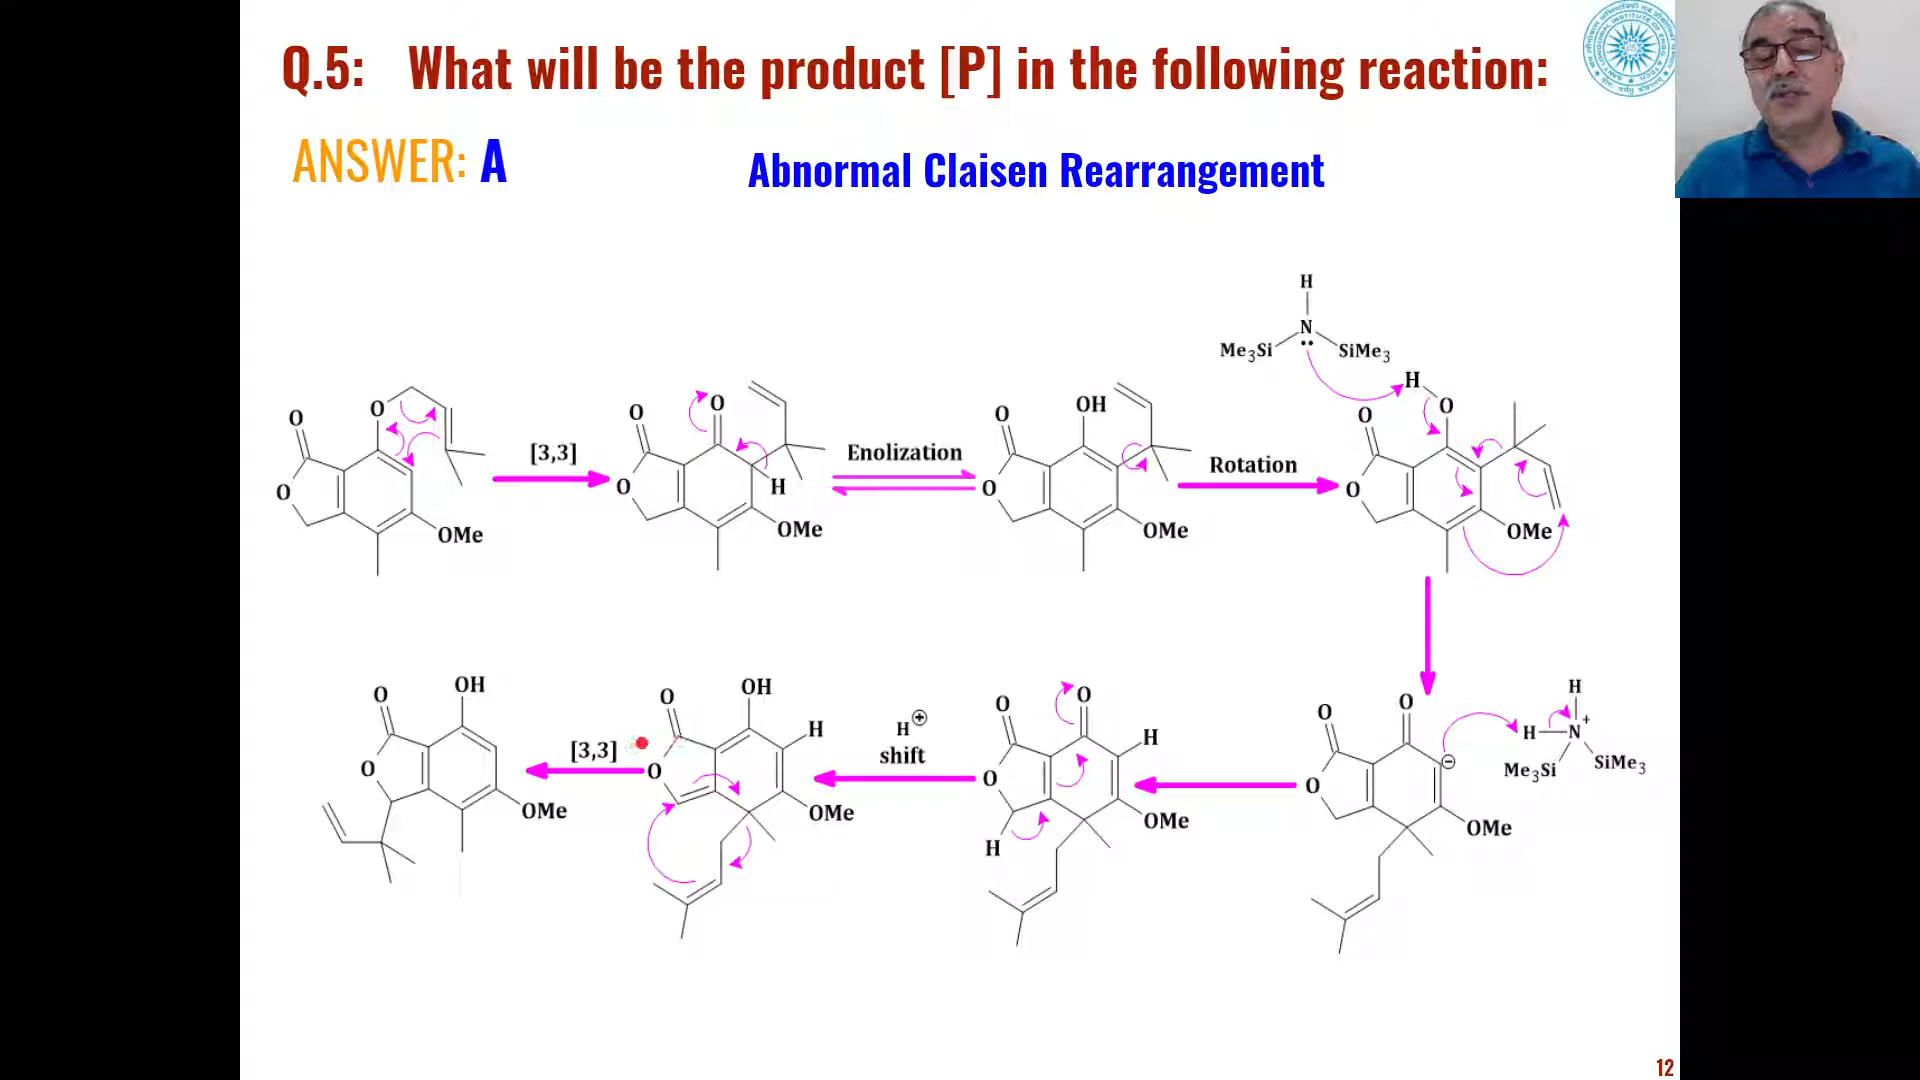 Q.5: What will be the product [P] in the following reaction:
ANSWER: A
Abnormal Claisen Rearrangement
H
N
Me3Si
SiMe3
H
O
O
O
O
OMe
[3,3]
O
O
O
H
OMe
Enolization
O
OH
O
OMe
Rotation
O
O
OMe
O
OH
O
OMe
[3,3]
O
OH
O
H
OMe
H⊕
shift
O
O
O
H
OMe
H
O
O
O
⊖
OMe
H
H
N+
Me3Si
SiMe3
12